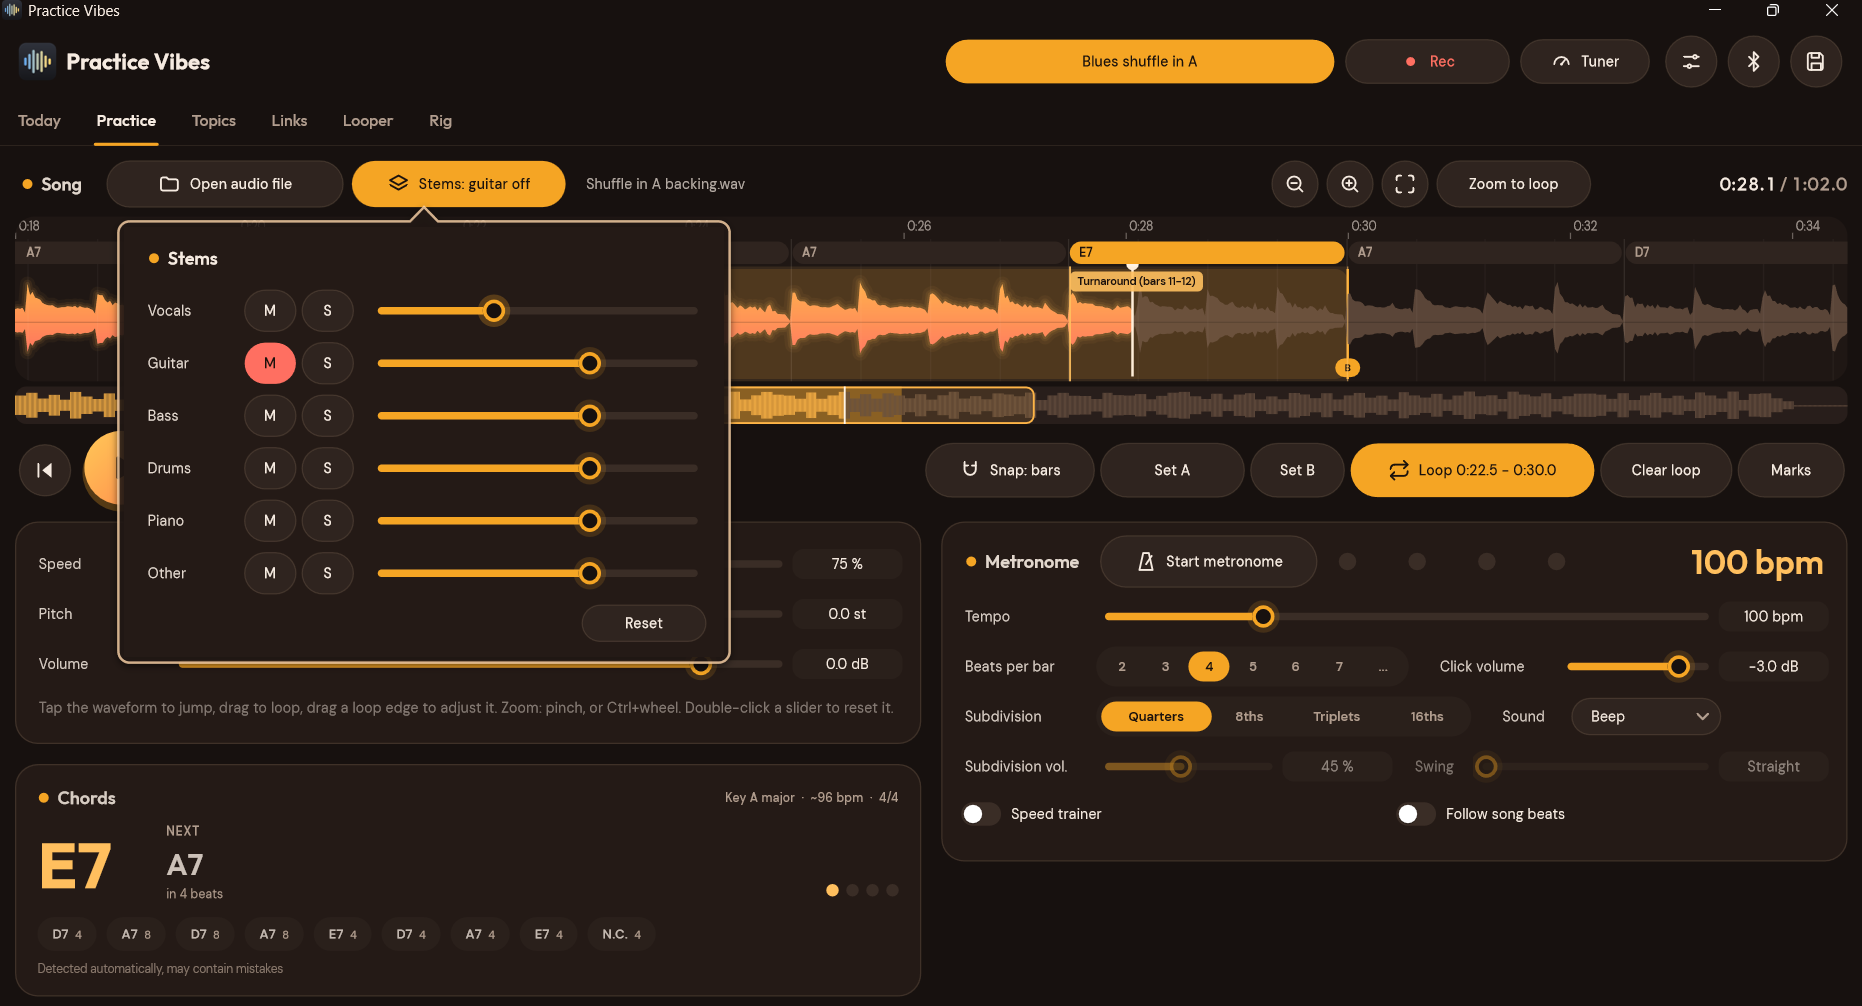 Practice Vibes
Practice Vibes
Blues shuffle in A
Rec
Tuner
Today Practice Topics Links Looper Rig
Song
Open audio file
Stems: guitar off
Shuffle in A backing.wav
Zoom to loop
0:28.1 / 1:02.0
0:18 0:26 0:28 0:30 0:32 0:34
A7 A7 E7 A7 D7
Turnaround (bars 11–12)
B
Stems
Vocals M S
Guitar M S
Bass M S
Drums M S
Piano M S
Other M S
Reset
Snap: bars
Set A
Set B
Loop 0:22.5 – 0:30.0
Clear loop
Marks
Speed 75 %
Pitch 0.0 st
Volume 0.0 dB
Tap the waveform to jump, drag to loop, drag a loop edge to adjust it. Zoom: pinch, or Ctrl+wheel. Double-click a slider to reset it.
Metronome
Start metronome
100 bpm
Tempo 100 bpm
Beats per bar 2 3 4 5 6 7 ... Click volume -3.0 dB
Subdivision Quarters 8ths Triplets 16ths Sound Beep
Subdivision vol. 45 % Swing Straight
Speed trainer
Follow song beats
Chords
Key A major · ~96 bpm · 4/4
E7
NEXT
A7
in 4 beats
D7 4 A7 8 D7 8 A7 8 E7 4 D7 4 A7 4 E7 4 N.C. 4
Detected automatically, may contain mistakes